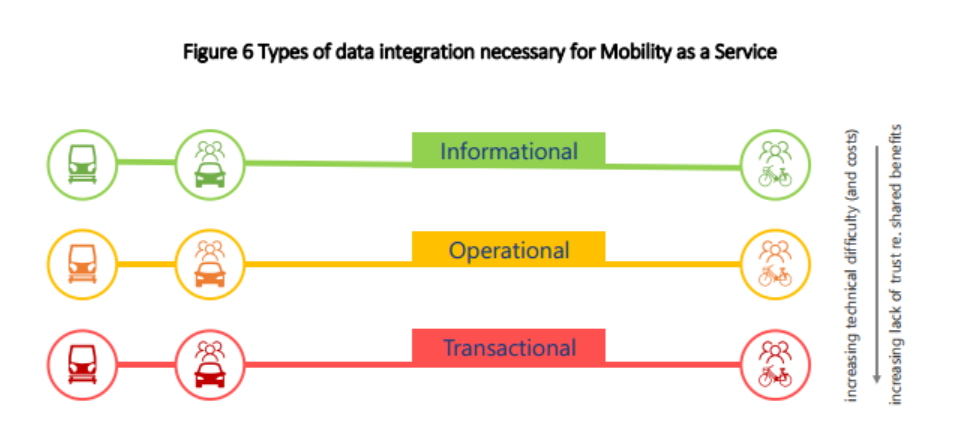 Figure 6 Types of data integration necessary for Mobility as a Service
Informational
Operational
Transactional
increasing technical difficulty (and costs)
increasing lack of trust re. shared benefits